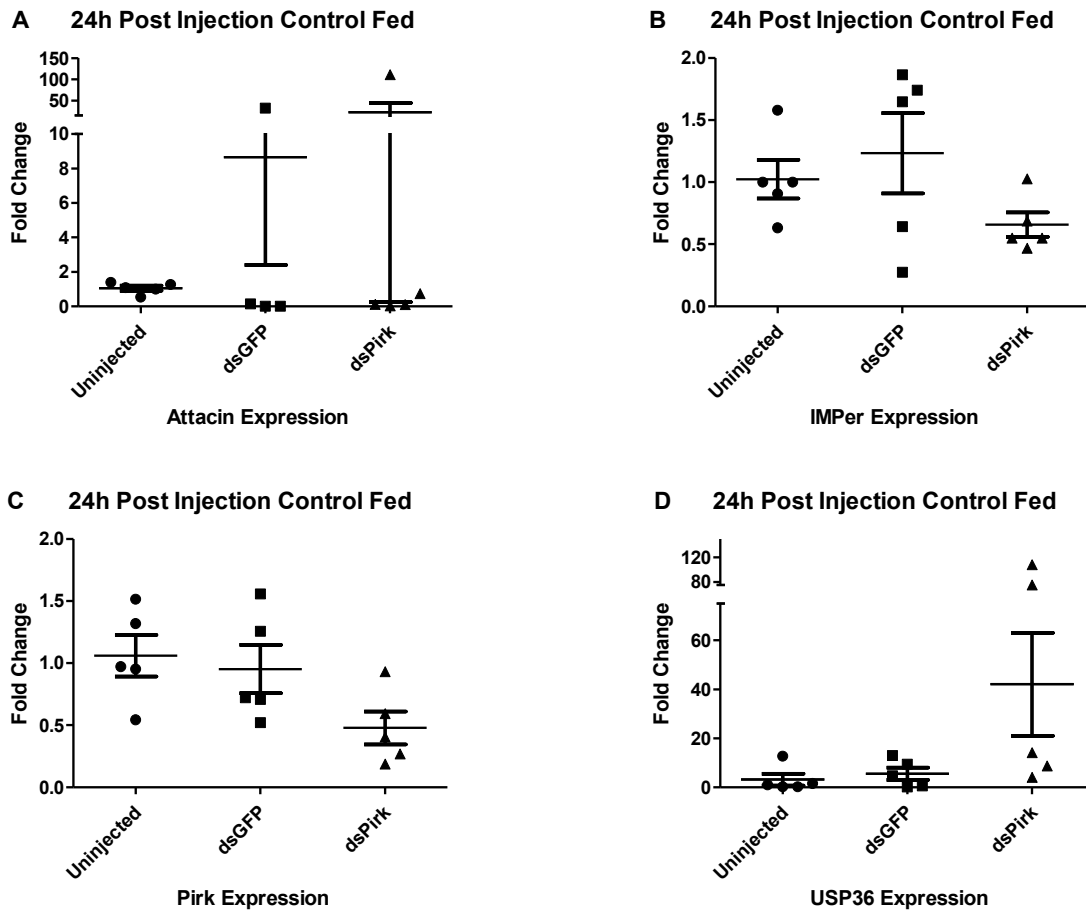 A 24h Post Injection Control Fed
Fold Change
150
100
50
10
8
6
4
2
0
Uninjected
dsGFP
dsPirk
Attacin Expression
B 24h Post Injection Control Fed
Fold Change
2.0
1.5
1.0
0.5
0.0
Uninjected
dsGFP
dsPirk
IMPer Expression
C 24h Post Injection Control Fed
Fold Change
2.0
1.5
1.0
0.5
0.0
Uninjected
dsGFP
dsPirk
Pirk Expression
D 24h Post Injection Control Fed
Fold Change
120
80
60
40
20
0
Uninjected
dsGFP
dsPirk
USP36 Expression